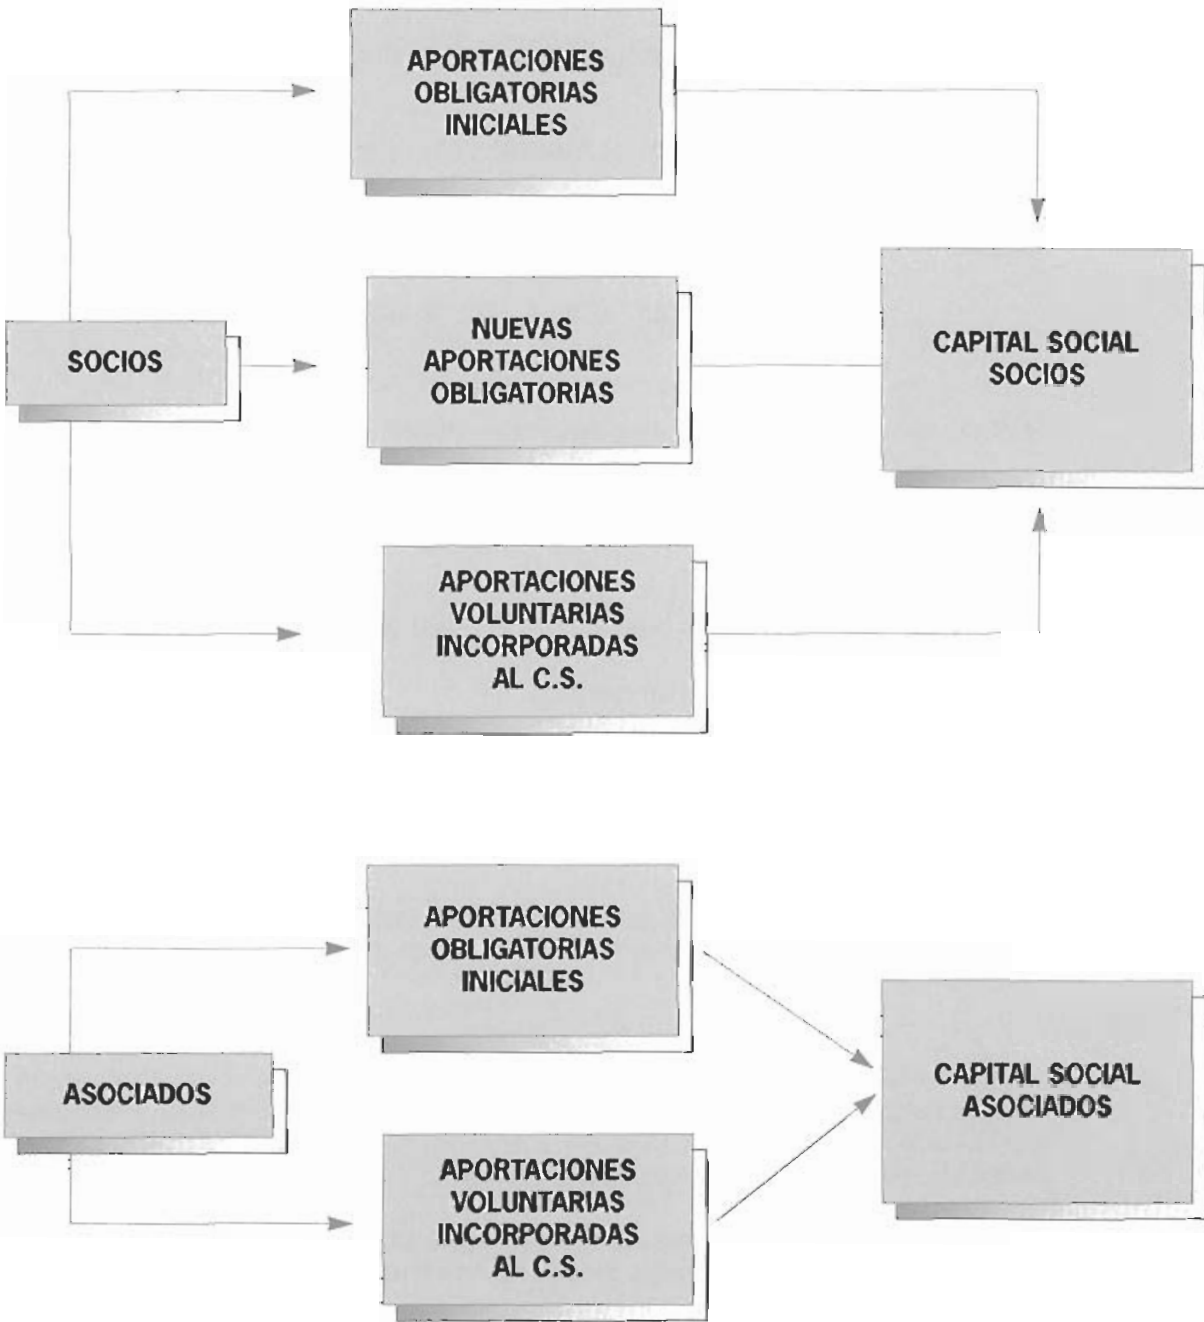 APORTACIONES
OBLIGATORIAS
INICIALES
SOCIOS
NUEVAS
APORTACIONES
OBLIGATORIAS
CAPITAL SOCIAL
SOCIOS
APORTACIONES
VOLUNTARIAS
INCORPORADAS
AL C.S.
APORTACIONES
OBLIGATORIAS
INICIALES
ASOCIADOS
CAPITAL SOCIAL
ASOCIADOS
APORTACIONES
VOLUNTARIAS
INCORPORADAS
AL C.S.